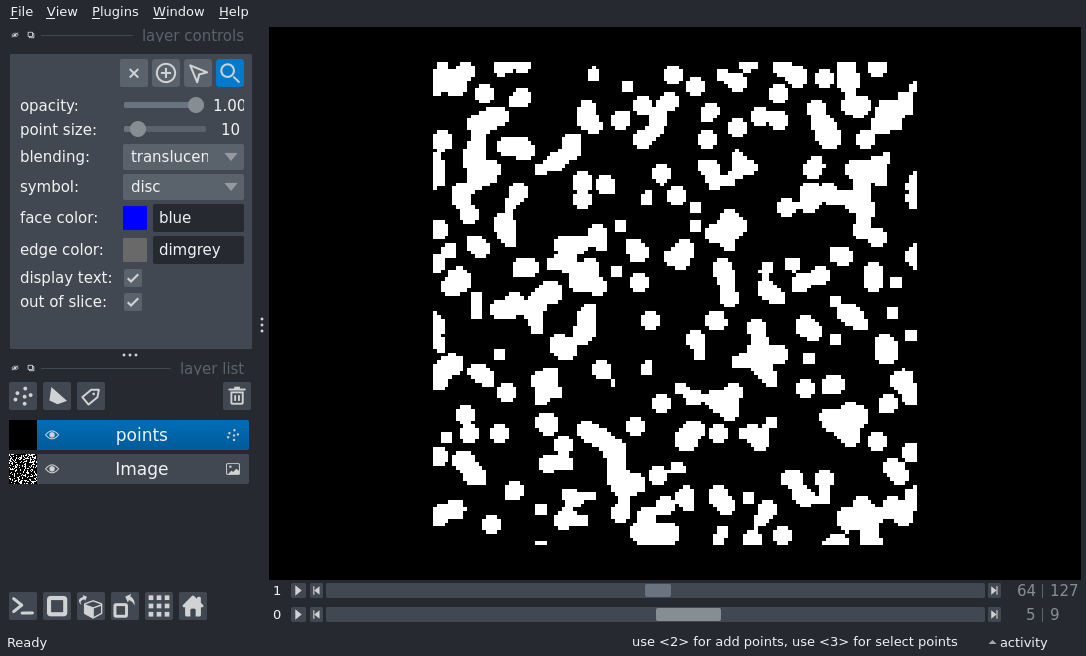 File View Plugins Window Help
layer controls
opacity: 1.00
point size: 10
blending: translucen
symbol: disc
face color: blue
edge color: dimgrey
display text:
out of slice:
layer list
points
Image
1 64 | 127
0 5 | 9
Ready use <2> for add points, use <3> for select points activity